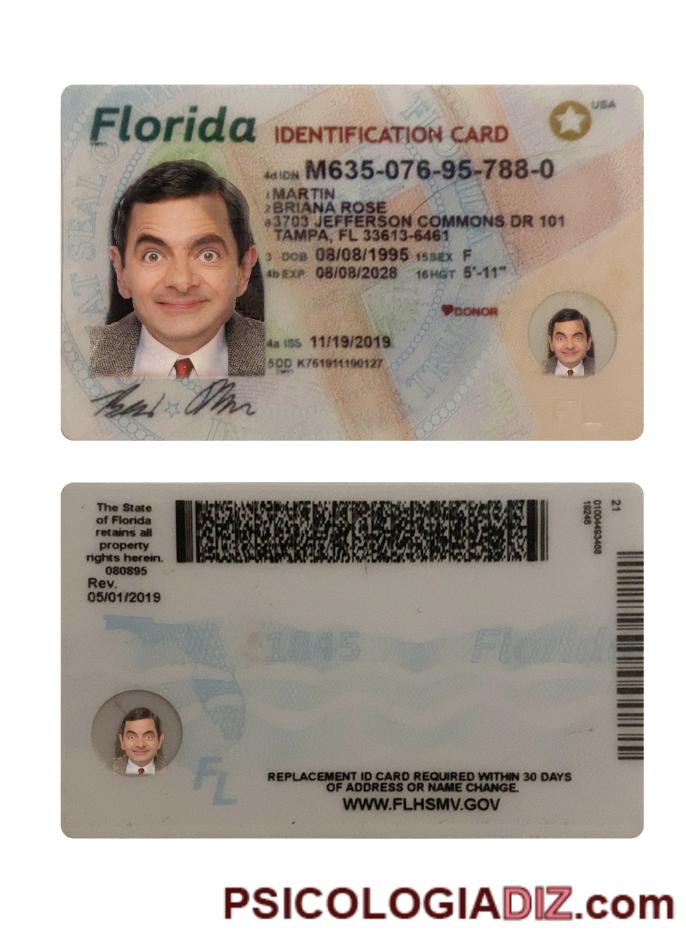 Florida IDENTIFICATION CARD USA
4d IDN M635-076-95-788-0
1 MARTIN
2 BRIANA ROSE
8 3703 JEFFERSON COMMONS DR 101
TAMPA, FL 33613-6461
3 DOB 08/08/1995 15 SEX F
4b EXP 08/08/2028 16 HGT 5'-11"
DONOR
4a ISS 11/19/2019
5DD K761911190127
FL
The State
of Florida
retains all
property
rights herein.
080895
Rev.
05/01/2019
21
19246
1845 Florida
FL
REPLACEMENT ID CARD REQUIRED WITHIN 30 DAYS
OF ADDRESS OR NAME CHANGE.
WWW.FLHSMV.GOV
PSICOLOGIADIZ.com